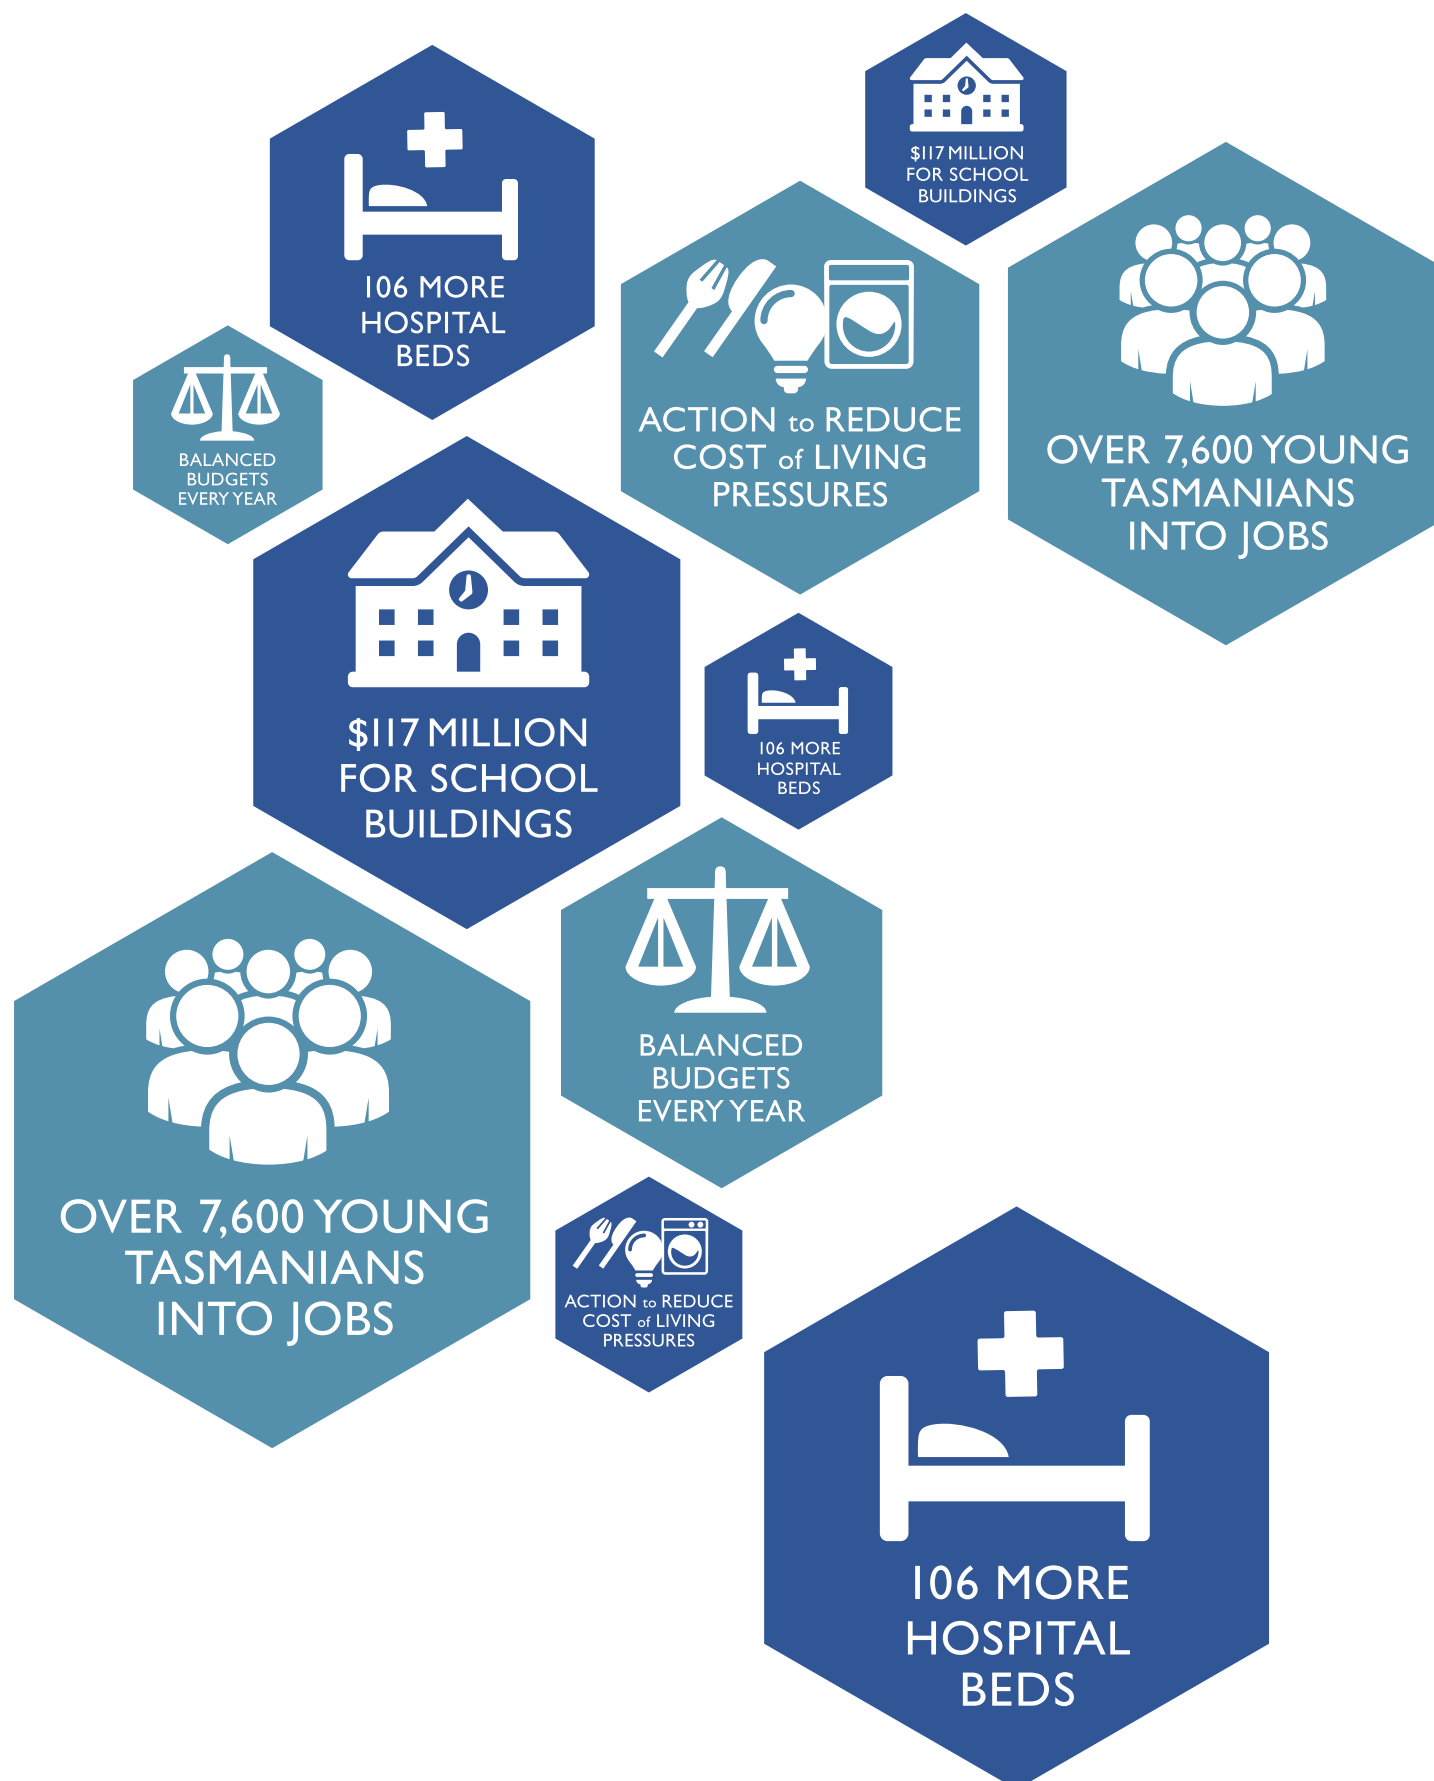 $117 MILLION
FOR SCHOOL
BUILDINGS
106 MORE
HOSPITAL
BEDS
ACTION to REDUCE
COST of LIVING
PRESSURES
OVER 7,600 YOUNG
TASMANIANS
INTO JOBS
BALANCED
BUDGETS
EVERY YEAR
$117 MILLION
FOR SCHOOL
BUILDINGS
106 MORE
HOSPITAL
BEDS
BALANCED
BUDGETS
EVERY YEAR
OVER 7,600 YOUNG
TASMANIANS
INTO JOBS
ACTION to REDUCE
COST of LIVING
PRESSURES
106 MORE
HOSPITAL
BEDS